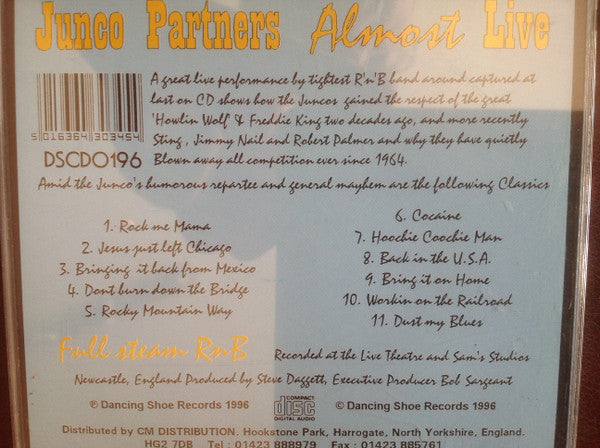 Junco Partners Almost Live
A great live performance by tightest R'n'B band around captured at
last on CD shows how the Juncos gained the respect of the great
'Howlin Wolf' & Freddie King two decades ago, and more recently
Sting, Jimmy Nail and Robert Palmer and why they have quietly
Blown away all competition ever since 1964.
5 016364 303454
DSCD0196
Amid the Junco's humorous repartee and general mayhem are the following Classics
1. Rock me Mama
2. Jesus just left Chicago
3. Bringing it back from Mexico
4. Dont burn down the Bridge
5. Rocky Mountain Way
6. Cocaine
7. Hoochie Coochie Man
8. Back in the U.S.A.
9. Bring it on Home
10. Workin on the Railroad
11. Dust my Blues
Full steam RnB Recorded at the Live Theatre and Sam's Studios
Newcastle, England Produced by Steve Daggett, Executive Producer Bob Sargeant
℗ Dancing Shoe Records 1996 COMPACT disc DIGITAL AUDIO © Dancing Shoe Records 1996
Distributed by CM DISTRIBUTION. Hookstone Park, Harrogate, North Yorkshire, England.
HG2 7DB Tel : 01423 888979 Fax : 01423 885761